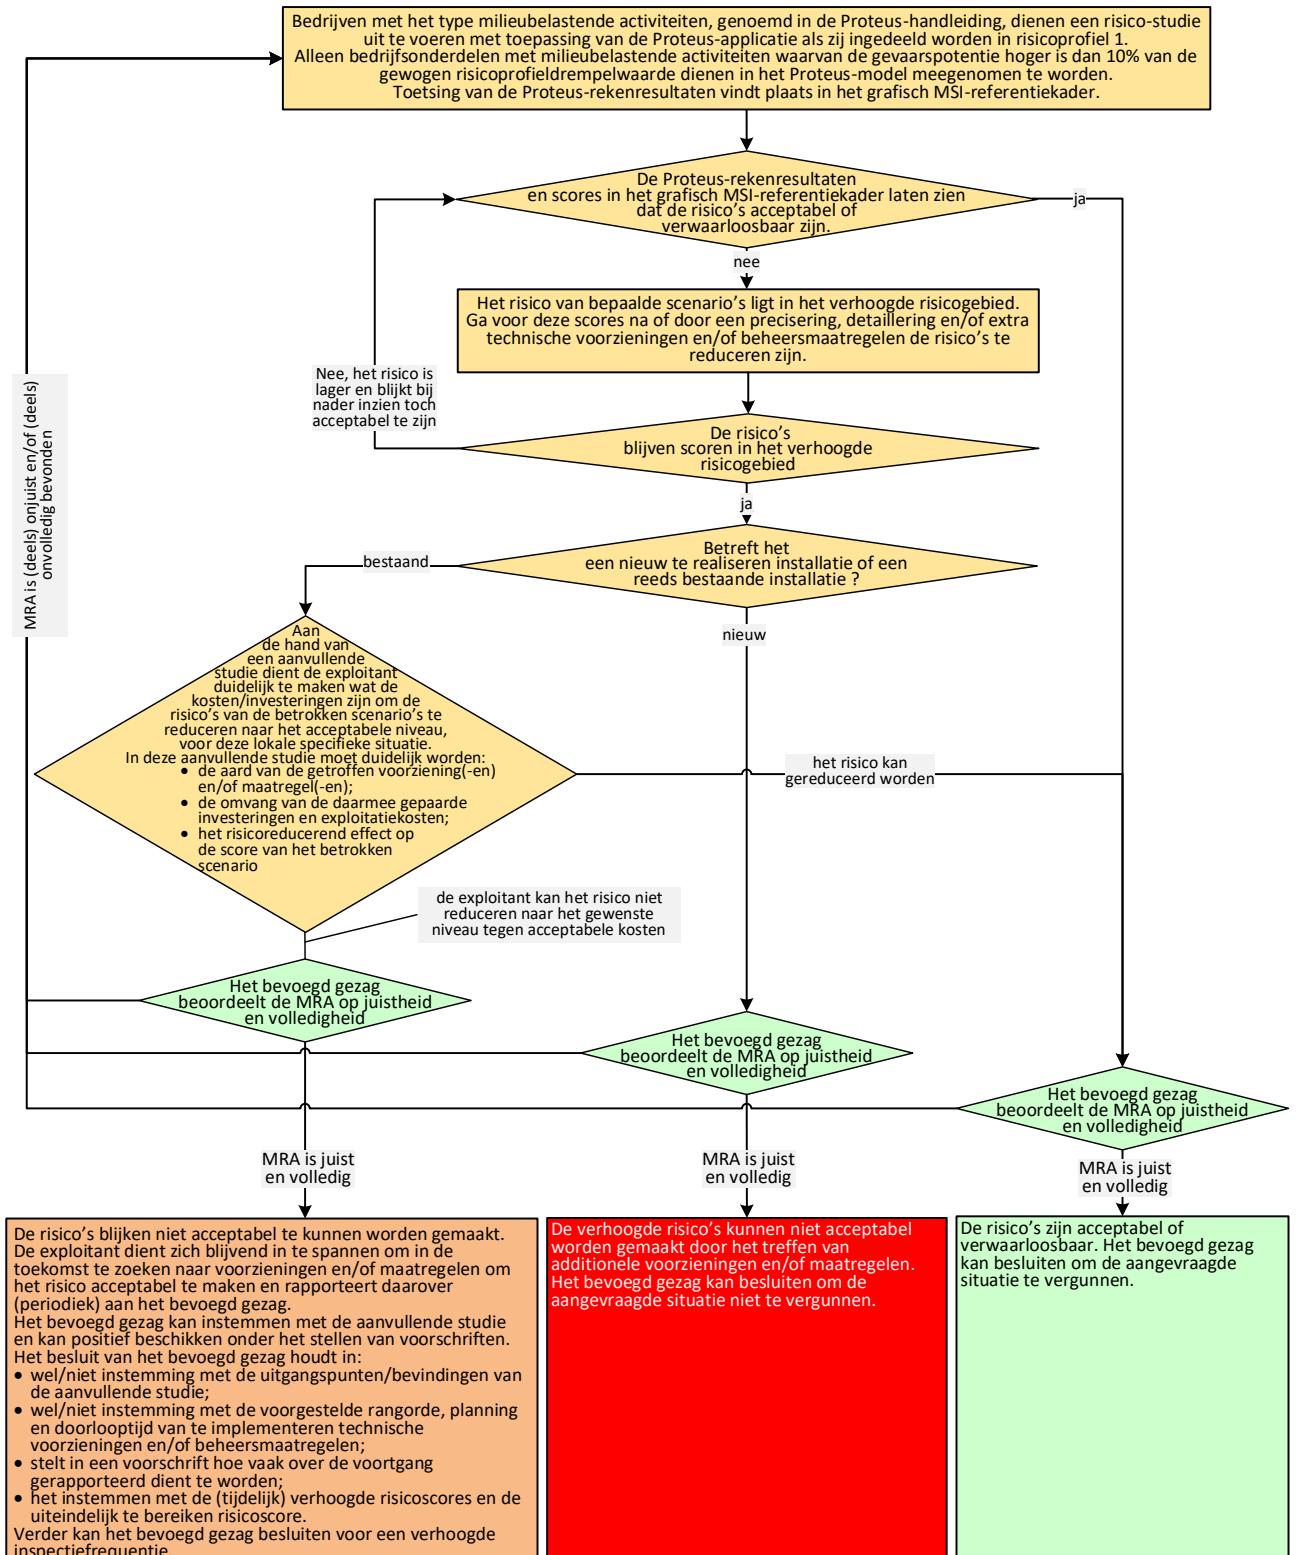 Bedrijven met het type milieubelastende activiteiten, genoemd in de Proteus-handleiding, dienen een risico-studie
uit te voeren met toepassing van de Proteus-applicatie als zij ingedeeld worden in risicoprofiel 1.
Alleen bedrijfsonderdelen met milieubelastende activiteiten waarvan de gevaarspotentie hoger is dan 10% van de
gewogen risicoprofieldrempelwaarde dienen in het Proteus-model meegenomen te worden.
Toetsing van de Proteus-rekenresultaten vindt plaats in het grafisch MSI-referentiekader.
De Proteus-rekenresultaten
en scores in het grafisch MSI-referentiekader laten zien
dat de risico's acceptabel of
verwaarloosbaar zijn.
ja
nee
Het risico van bepaalde scenario's ligt in het verhoogde risicogebied.
Ga voor deze scores na of door een precisering, detaillering en/of extra
technische voorzieningen en/of beheersmaatregelen de risico's te
reduceren zijn.
Nee, het risico is
lager en blijkt bij
nader inzien toch
acceptabel te zijn
MRA is (deels) onjuist en/of (deels)
onvolledig bevonden
De risico's
blijven scoren in het verhoogde
risicogebied
ja
Betreft het
een nieuw te realiseren installatie of een
reeds bestaande installatie ?
bestaand
nieuw
Aan
de hand van
een aanvullende
studie dient de exploitant
duidelijk te maken wat de
kosten/investeringen zijn om de
risico's van de betrokken scenario's te
reduceren naar het acceptabele niveau,
voor deze lokale specifieke situatie.
In deze aanvullende studie moet duidelijk worden:
• de aard van de getroffen voorziening(-en)
en/of maatregel(-en);
• de omvang van de daarmee gepaarde
investeringen en exploitatiekosten;
• het risicoreducerend effect op
de score van het betrokken
scenario
het risico kan
gereduceerd worden
de exploitant kan het risico niet
reduceren naar het gewenste
niveau tegen acceptabele kosten
Het bevoegd gezag
beoordeelt de MRA op juistheid
en volledigheid
Het bevoegd gezag
beoordeelt de MRA op juistheid
en volledigheid
Het bevoegd gezag
beoordeelt de MRA op juistheid
en volledigheid
MRA is juist
en volledig
MRA is juist
en volledig
MRA is juist
en volledig
De risico's blijken niet acceptabel te kunnen worden gemaakt.
De exploitant dient zich blijvend in te spannen om in de
toekomst te zoeken naar voorzieningen en/of maatregelen om
het risico acceptabel te maken en rapporteert daarover
(periodiek) aan het bevoegd gezag.
Het bevoegd gezag kan instemmen met de aanvullende studie
en kan positief beschikken onder het stellen van voorschriften.
Het besluit van het bevoegd gezag houdt in:
• wel/niet instemming met de uitgangspunten/bevindingen van
de aanvullende studie;
• wel/niet instemming met de voorgestelde rangorde, planning
en doorlooptijd van te implementeren technische
voorzieningen en/of beheersmaatregelen;
• stelt in een voorschrift hoe vaak over de voortgang
gerapporteerd dient te worden;
• het instemmen met de (tijdelijk) verhoogde risicoscores en de
uiteindelijk te bereiken risicoscore.
Verder kan het bevoegd gezag besluiten voor een verhoogde
inspectiefrequentie.
De verhoogde risico's kunnen niet acceptabel
worden gemaakt door het treffen van
additionele voorzieningen en/of maatregelen.
Het bevoegd gezag kan besluiten om de
aangevraagde situatie niet te vergunnen.
De risico's zijn acceptabel of
verwaarloosbaar. Het bevoegd gezag
kan besluiten om de aangevraagde
situatie te vergunnen.